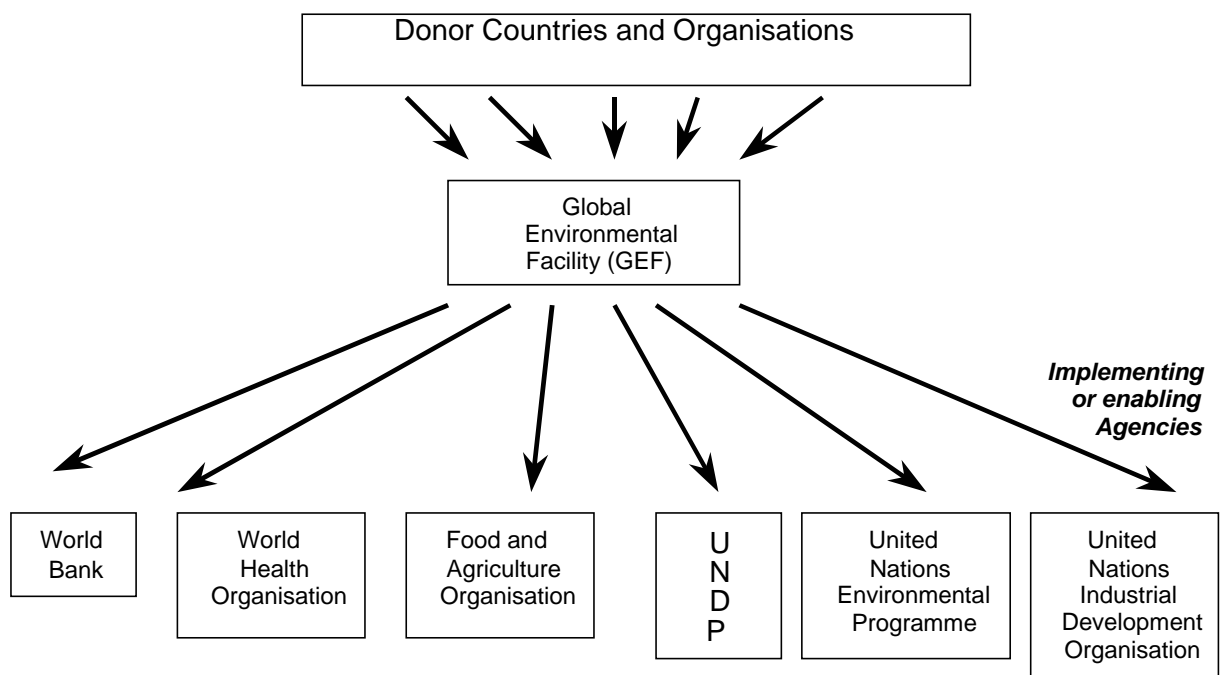 Donor Countries and Organisations
Global
Environmental
Facility (GEF)
Implementing
or enabling
Agencies
World
Bank
World
Health
Organisation
Food and
Agriculture
Organisation
U
N
D
P
United
Nations
Environmental
Programme
United
Nations
Industrial
Development
Organisation